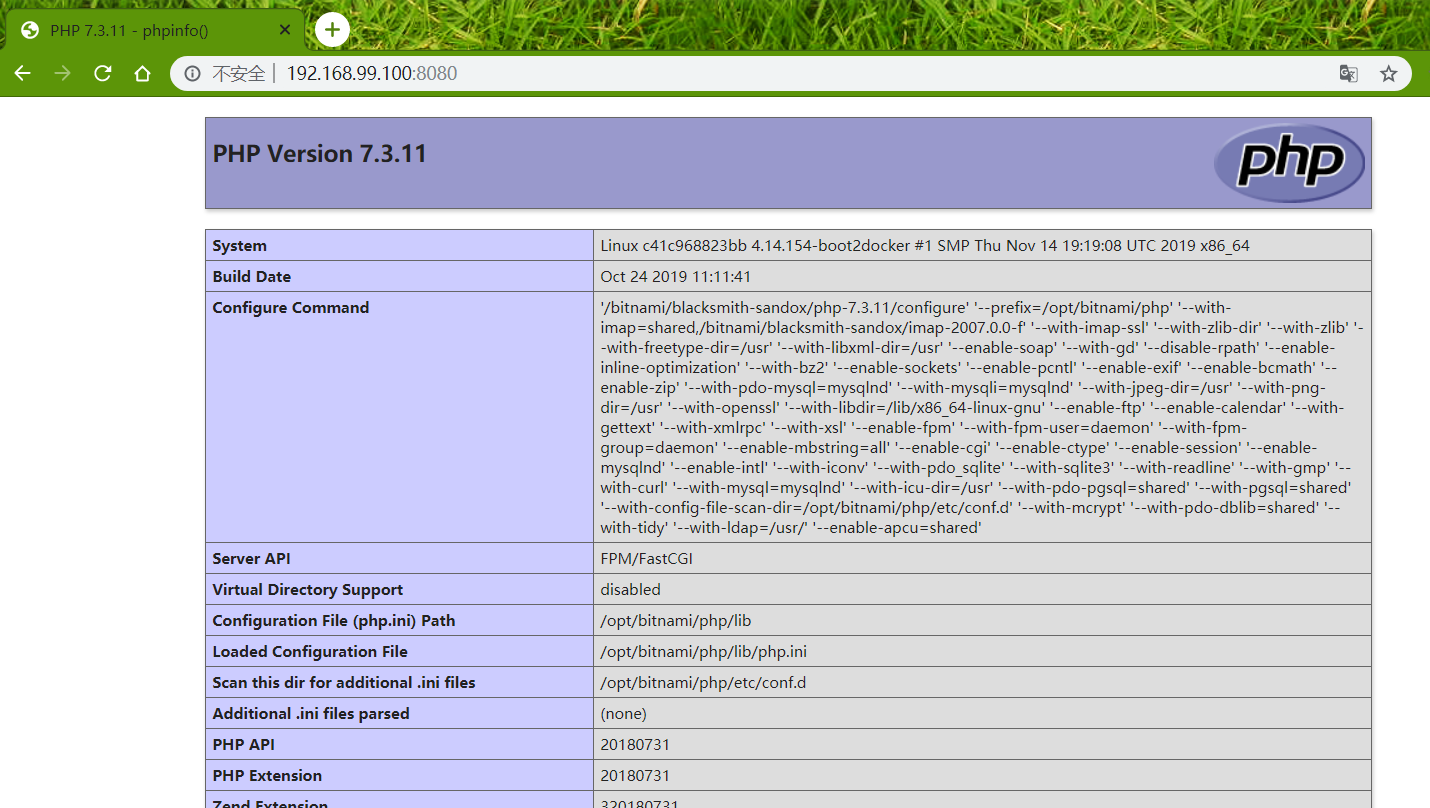 PHP 7.3.11 - phpinfo()
不安全 192.168.99.100:8080
PHP Version 7.3.11
php
System Linux c41c968823bb 4.14.154-boot2docker #1 SMP Thu Nov 14 19:19:08 UTC 2019 x86_64
Build Date Oct 24 2019 11:11:41
Configure Command '/bitnami/blacksmith-sandox/php-7.3.11/configure' '--prefix=/opt/bitnami/php' '--with-
imap=shared,/bitnami/blacksmith-sandox/imap-2007.0.0-f' '--with-imap-ssl' '--with-zlib-dir' '--with-zlib' '-
-with-freetype-dir=/usr' '--with-libxml-dir=/usr' '--enable-soap' '--with-gd' '--disable-rpath' '--enable-
inline-optimization' '--with-bz2' '--enable-sockets' '--enable-pcntl' '--enable-exif' '--enable-bcmath' '--
enable-zip' '--with-pdo-mysql=mysqlnd' '--with-mysqli=mysqlnd' '--with-jpeg-dir=/usr' '--with-png-
dir=/usr' '--with-openssl' '--with-libdir=/lib/x86_64-linux-gnu' '--enable-ftp' '--enable-calendar' '--with-
gettext' '--with-xmlrpc' '--with-xsl' '--enable-fpm' '--with-fpm-user=daemon' '--with-fpm-
group=daemon' '--enable-mbstring=all' '--enable-cgi' '--enable-ctype' '--enable-session' '--enable-
mysqlnd' '--enable-intl' '--with-iconv' '--with-pdo_sqlite' '--with-sqlite3' '--with-readline' '--with-gmp' '--
with-curl' '--with-mysql=mysqlnd' '--with-icu-dir=/usr' '--with-pdo-pgsql=shared' '--with-pgsql=shared'
'--with-config-file-scan-dir=/opt/bitnami/php/etc/conf.d' '--with-mcrypt' '--with-pdo-dblib=shared' '--
with-tidy' '--with-ldap=/usr/' '--enable-apcu=shared'
Server API FPM/FastCGI
Virtual Directory Support disabled
Configuration File (php.ini) Path /opt/bitnami/php/lib
Loaded Configuration File /opt/bitnami/php/lib/php.ini
Scan this dir for additional .ini files /opt/bitnami/php/etc/conf.d
Additional .ini files parsed (none)
PHP API 20180731
PHP Extension 20180731
Zend Extension 320180731